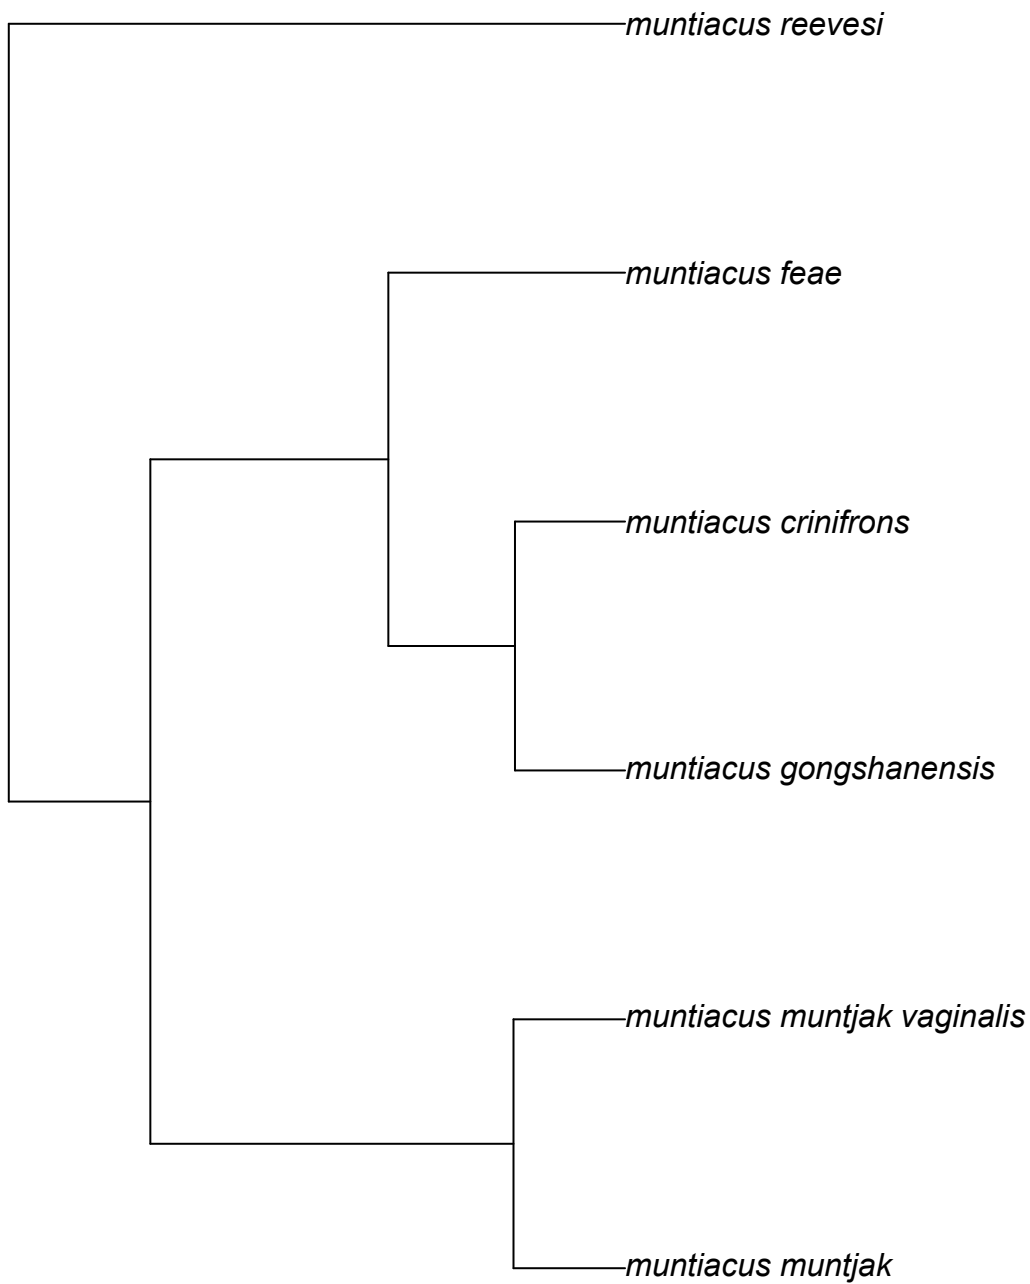 muntiacus reevesi
muntiacus feae
muntiacus crinifrons
muntiacus gongshanensis
muntiacus muntjak vaginalis
muntiacus muntjak